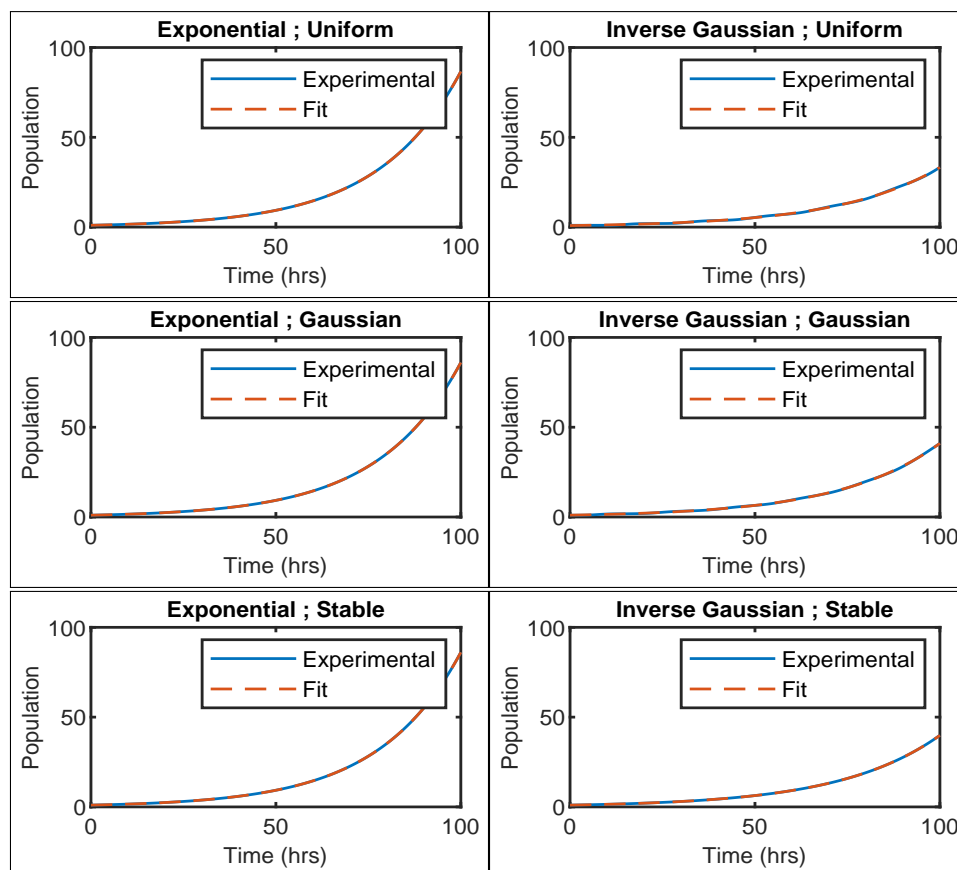 Exponential ; Uniform
100
50
0
Population
Experimental
Fit
0
50
100
Time (hrs)
Inverse Gaussian ; Uniform
100
50
0
Population
Experimental
Fit
0
50
100
Time (hrs)
Exponential ; Gaussian
100
50
0
Population
Experimental
Fit
0
50
100
Time (hrs)
Inverse Gaussian ; Gaussian
100
50
0
Population
Experimental
Fit
0
50
100
Time (hrs)
Exponential ; Stable
100
50
0
Population
Experimental
Fit
0
50
100
Time (hrs)
Inverse Gaussian ; Stable
100
50
0
Population
Experimental
Fit
0
50
100
Time (hrs)